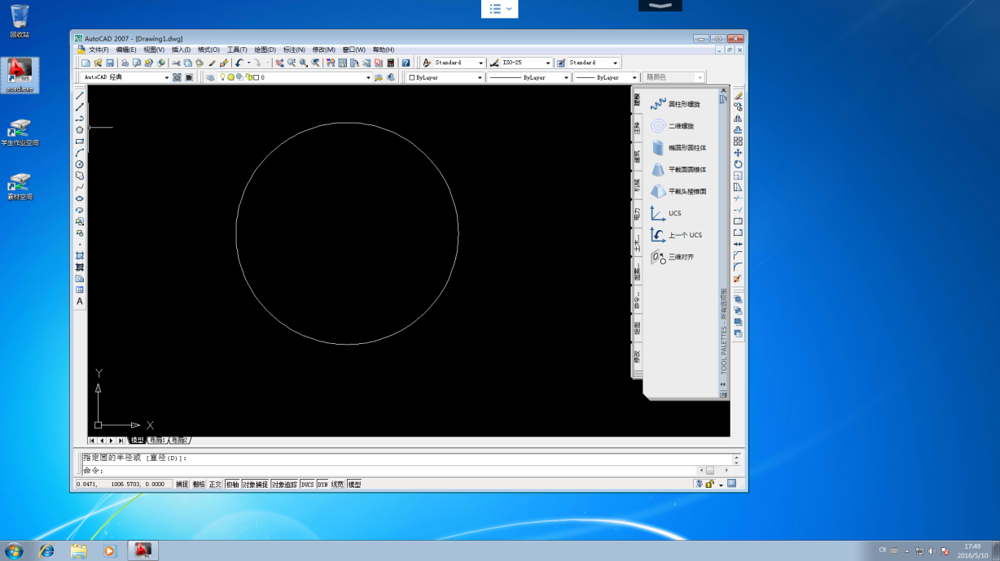 回收站
acad.exe
学生作业空间
素材空间
AutoCAD 2007 - [Drawing1.dwg]
文件(F) 编辑(E) 视图(V) 插入(I) 格式(O) 工具(T) 绘图(D) 标注(N) 修改(M) 窗口(W) 帮助(H)
Standard ISO-25 Standard
AutoCAD 经典 0 ByLayer ByLayer ByLayer 随颜色
圆柱形螺旋
二维螺旋
椭圆形圆柱体
平截面圆锥体
平截头棱锥面
UCS
上一个 UCS
三维对齐
TOOL PALETTES - 所有选项板
Y
X
模型 布局1 布局2
指定圆的半径或 [直径(D)]:
命令:
0.8471, 1006.5703, 0.0000 捕捉 栅格 正交 极轴 对象捕捉 对象追踪 DUCS DYN 线宽 模型
CH
17:49
2016/5/10